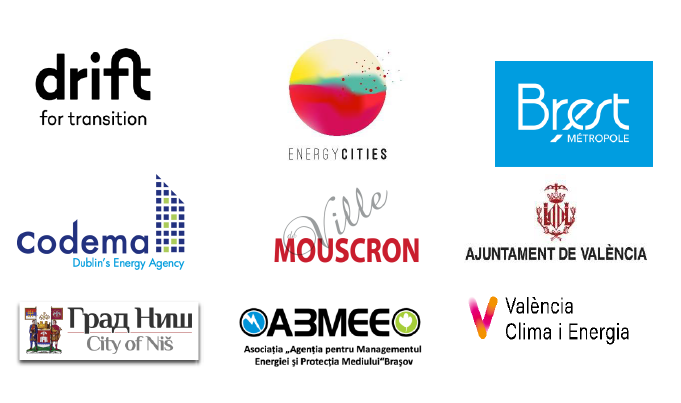 drift
for transition
ENERGYCITIES
Brest
MÉTROPOLE
codema
Dublin's Energy Agency
Ville
de
MOUSCRON
AJUNTAMENT DE VALÈNCIA
Град Ниш
City of Niš
ABMEE
Asociația „Agenția pentru Managementul
Energiei și Protecția Mediului“Brașov
València
Clima i Energia